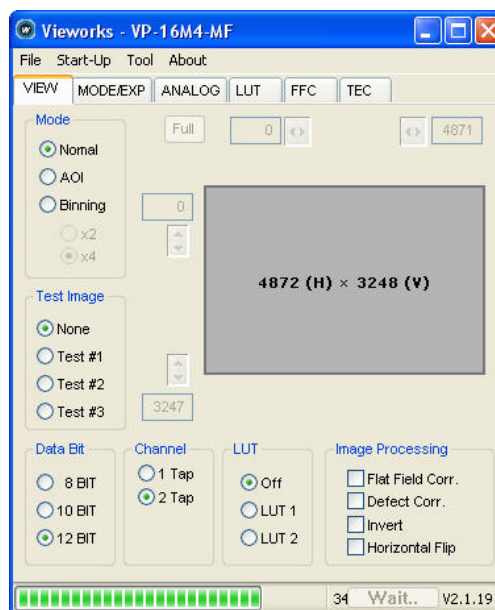 Vieworks - VP-16M4-MF
File Start-Up Tool About
VIEW MODE/EXP ANALOG LUT FFC TEC
Mode
Full 0 4871
Nomal
AOI
Binning 0
x2
x4
4872 (H) × 3248 (V)
Test Image
None
Test #1
Test #2
Test #3 3247
Data Bit Channel LUT Image Processing
8 BIT 1 Tap Off Flat Field Corr.
10 BIT 2 Tap LUT 1 Defect Corr.
12 BIT LUT 2 Invert
Horizontal Flip
34 Wait.. V2.1.19